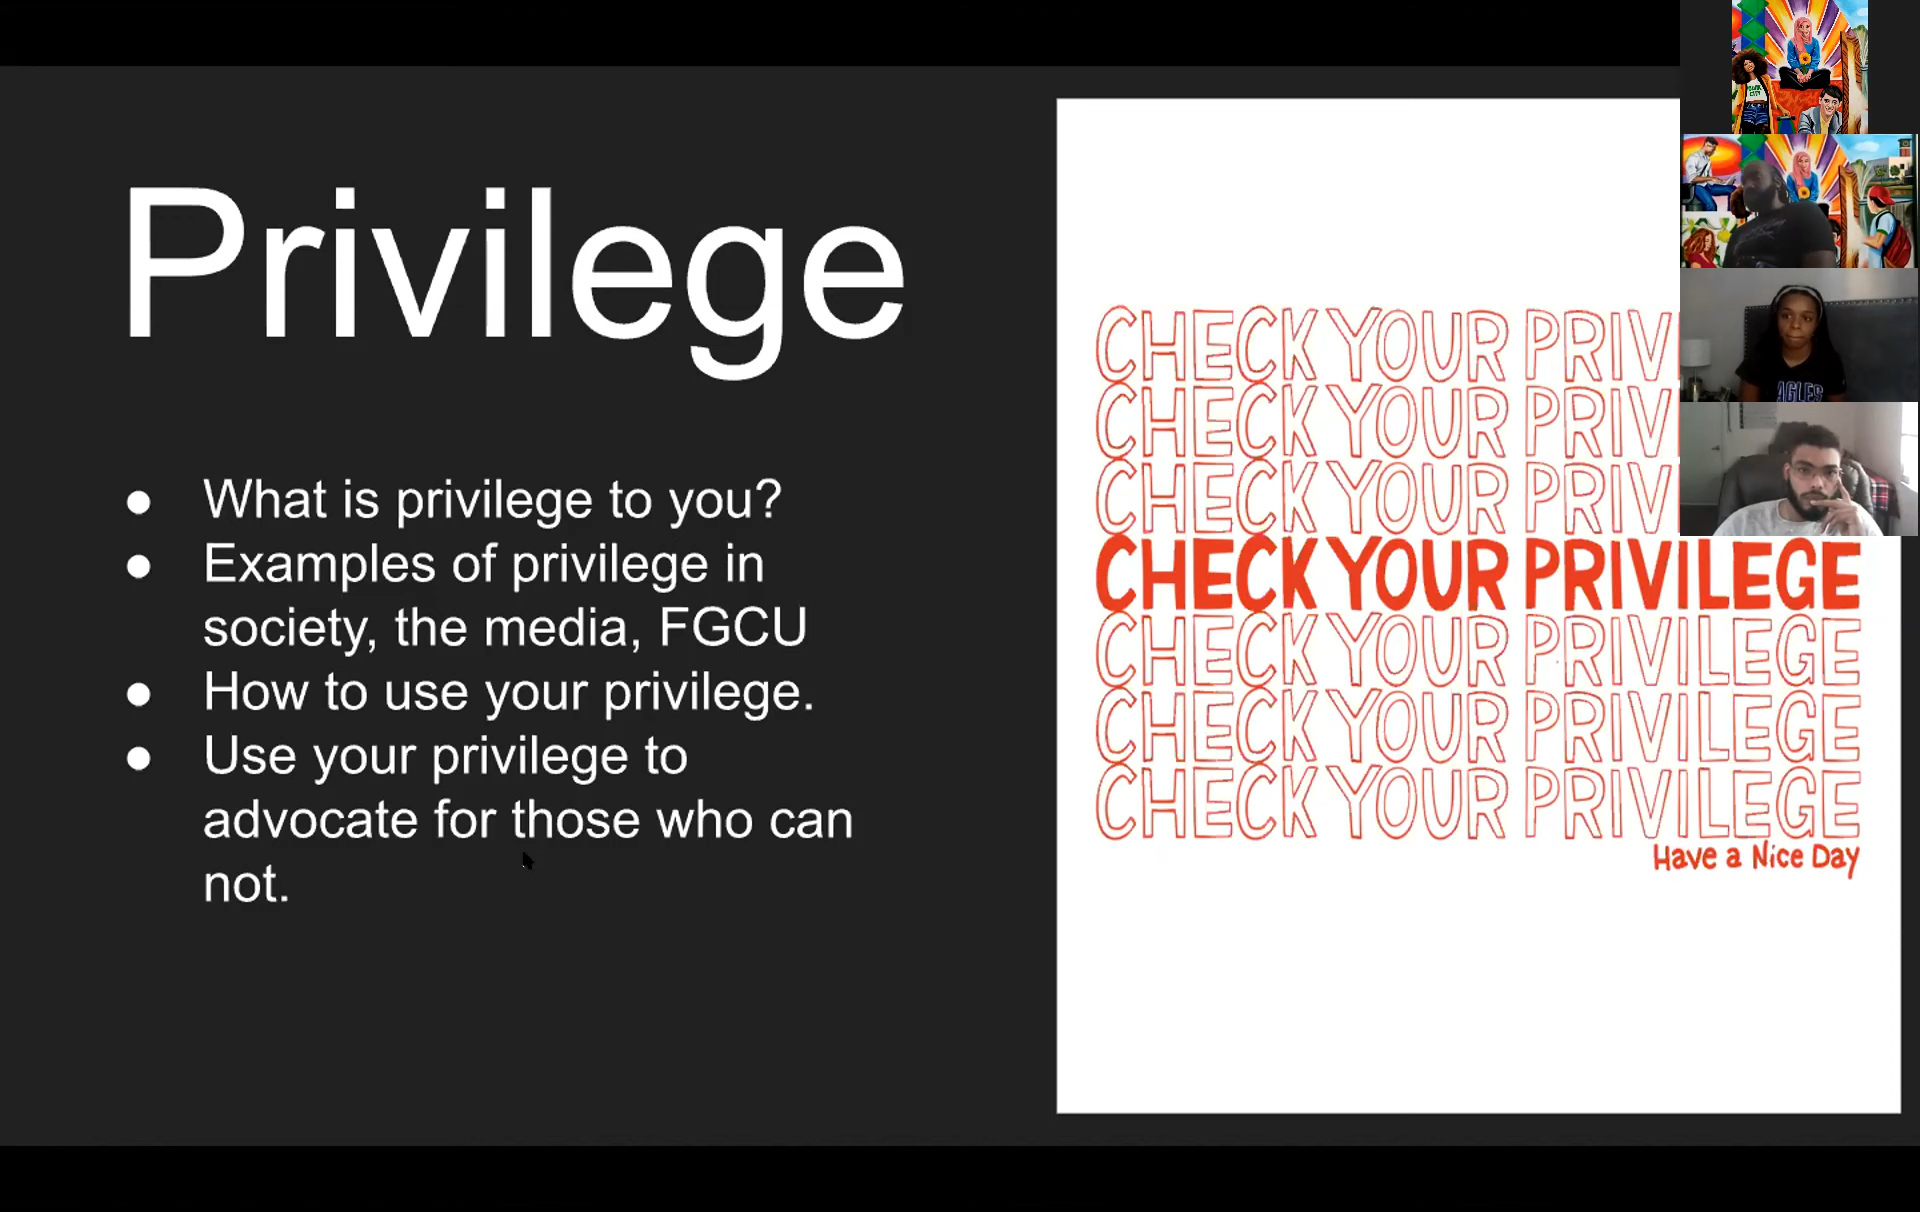 Privilege
● What is privilege to you?
● Examples of privilege in
society, the media, FGCU
● How to use your privilege.
● Use your privilege to
advocate for those who can
not.
CHECK YOUR PRIV
CHECK YOUR PRIV
CHECK YOUR PRIV
CHECK YOUR PRIVILEGE
CHECK YOUR PRIVILEGE
CHECK YOUR PRIVILEGE
CHECK YOUR PRIVILEGE
Have a Nice Day
AGLES